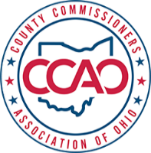 COUNTY COMMISSIONERS
CCAO
ASSOCIATION OF OHIO